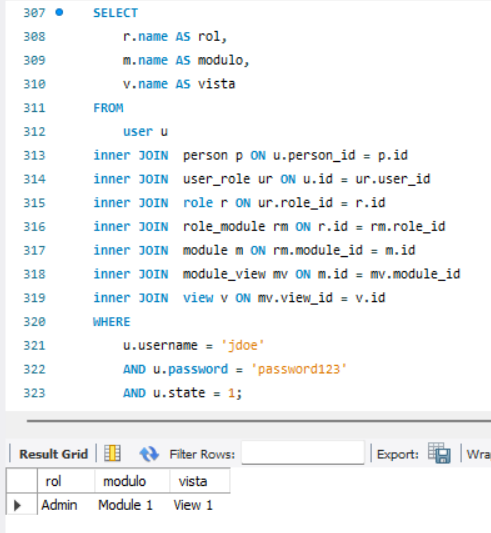 307 SELECT
308 r.name AS rol,
309 m.name AS modulo,
310 v.name AS vista
311 FROM
312 user u
313 inner JOIN person p ON u.person_id = p.id
314 inner JOIN user_role ur ON u.id = ur.user_id
315 inner JOIN role r ON ur.role_id = r.id
316 inner JOIN role_module rm ON r.id = rm.role_id
317 inner JOIN module m ON rm.module_id = m.id
318 inner JOIN module_view mv ON m.id = mv.module_id
319 inner JOIN view v ON mv.view_id = v.id
320 WHERE
321 u.username = 'jdoe'
322 AND u.password = 'password123'
323 AND u.state = 1;
Result Grid Filter Rows: Export: Wra
rol modulo vista
Admin Module 1 View 1